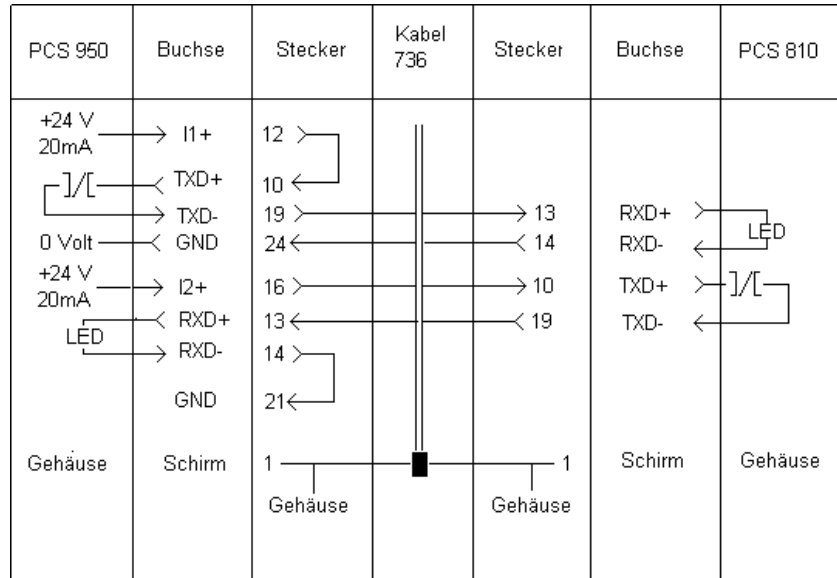 PCS 950 Buchse Stecker Kabel 736 Stecker Buchse PCS 810
+24 V
20mA I1+ 12
]/[ TXD+ 10
TXD- 19 13 RXD+
LED
0 Volt GND 24 14 RXD-
+24 V
20mA I2+ 16 10 TXD+ ]/[
LED RXD+ 13 19 TXD-
RXD- 14
GND 21
Gehäuse Schirm 1 1 Schirm Gehäuse
Gehäuse Gehäuse